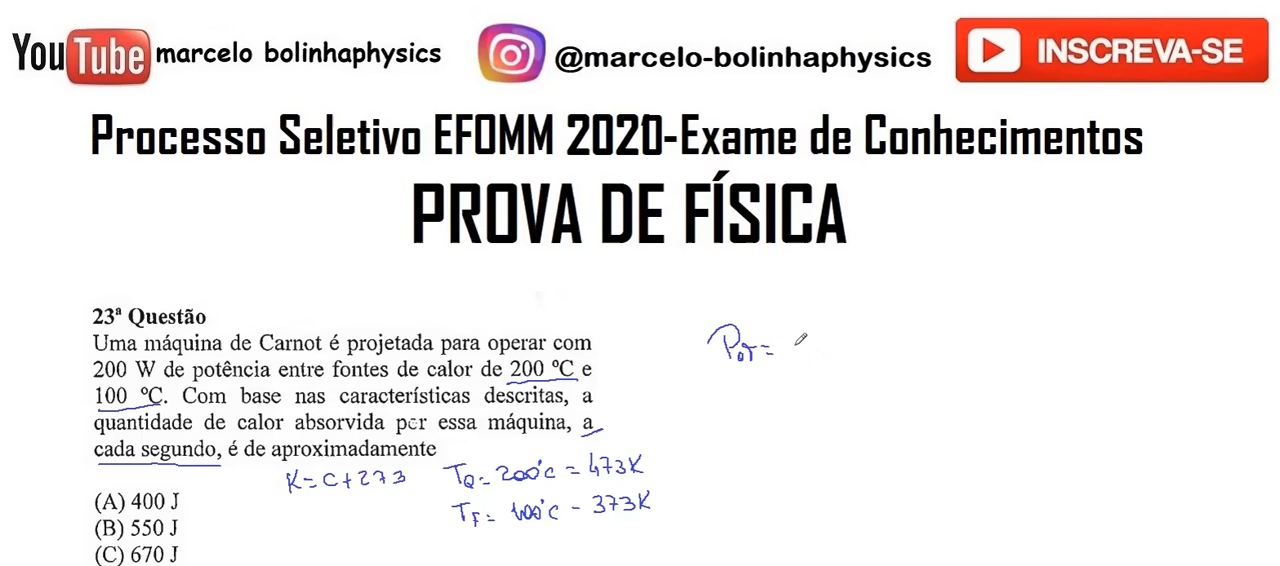 YouTube marcelo bolinhaphysics @marcelo-bolinhaphysics INSCREVA-SE
Processo Seletivo EFOMM 2020-Exame de Conhecimentos
PROVA DE FÍSICA
23ª Questão
Uma máquina de Carnot é projetada para operar com
200 W de potência entre fontes de calor de 200 ºC e
100 ºC. Com base nas características descritas, a
quantidade de calor absorvida por essa máquina, a
cada segundo, é de aproximadamente
K=C+273 TQ=200°C=473K
TF=100°C-373K
(A) 400 J
(B) 550 J
(C) 670 J
Pot=